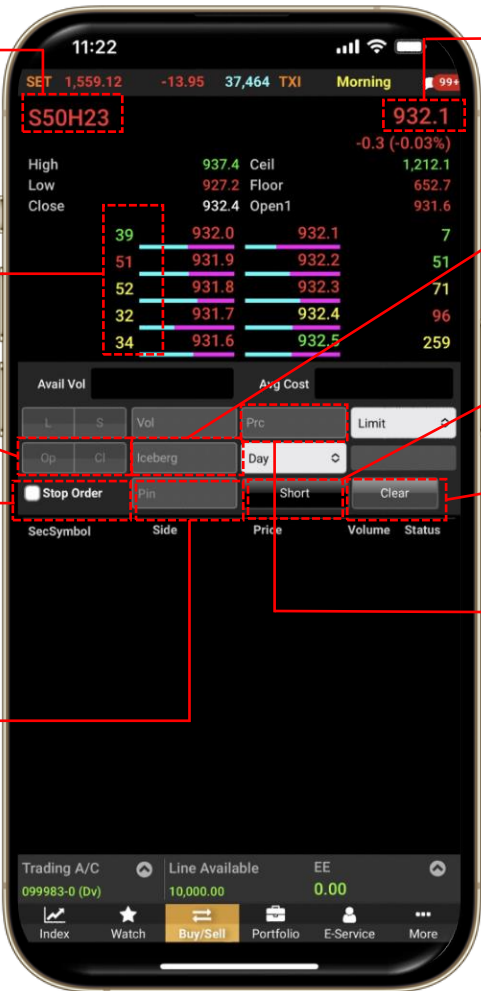 11:22
SET 1,559.12 -13.95 37,464 TXI Morning 99+
S50H23 932.1
-0.3 (-0.03%)
High 937.4 Ceil 1,212.1
Low 927.2 Floor 652.7
Close 932.4 Open1 931.6
39 932.0 932.1 7
51 931.9 932.2 51
52 931.8 932.3 71
32 931.7 932.4 96
34 931.6 932.5 259
Avail Vol Avg Cost
L S Vol Prc Limit
Op Cl Iceberg Day
Stop Order Pin Short Clear
SecSymbol Side Price Volume Status
Trading A/C Line Available EE
099983-0 (Dv) 10,000.00 0.00
Index Watch Buy/Sell Portfolio E-Service More